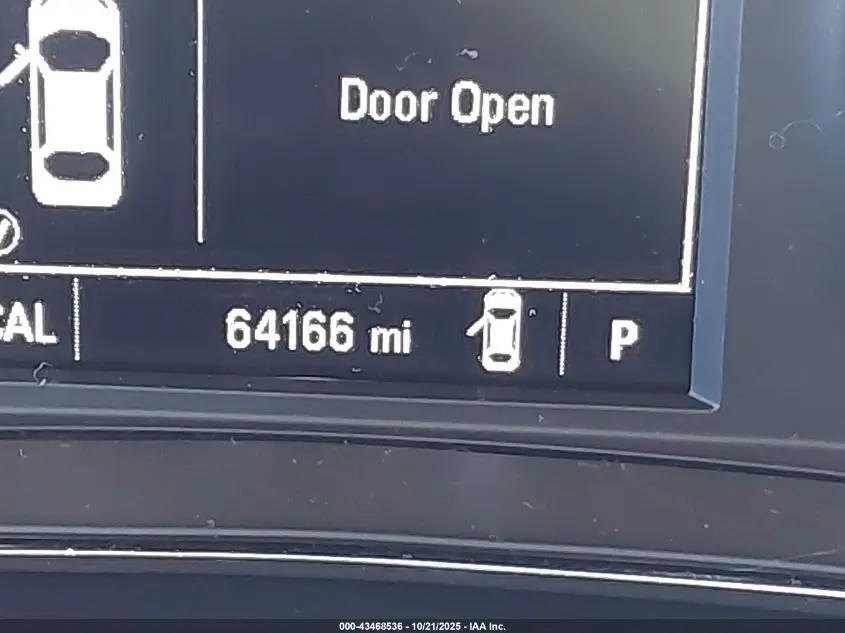 Door Open
CAL
64166 mi
P
000-43468536 - 10/21/2025 - IAA Inc.